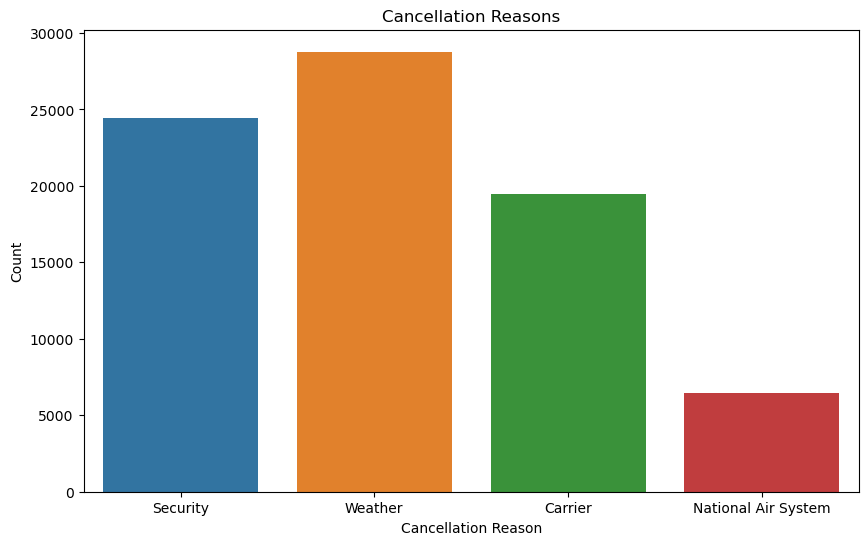 Cancellation Reasons
30000
25000
20000
15000
10000
5000
0
Count
Security
Weather
Carrier
National Air System
Cancellation Reason